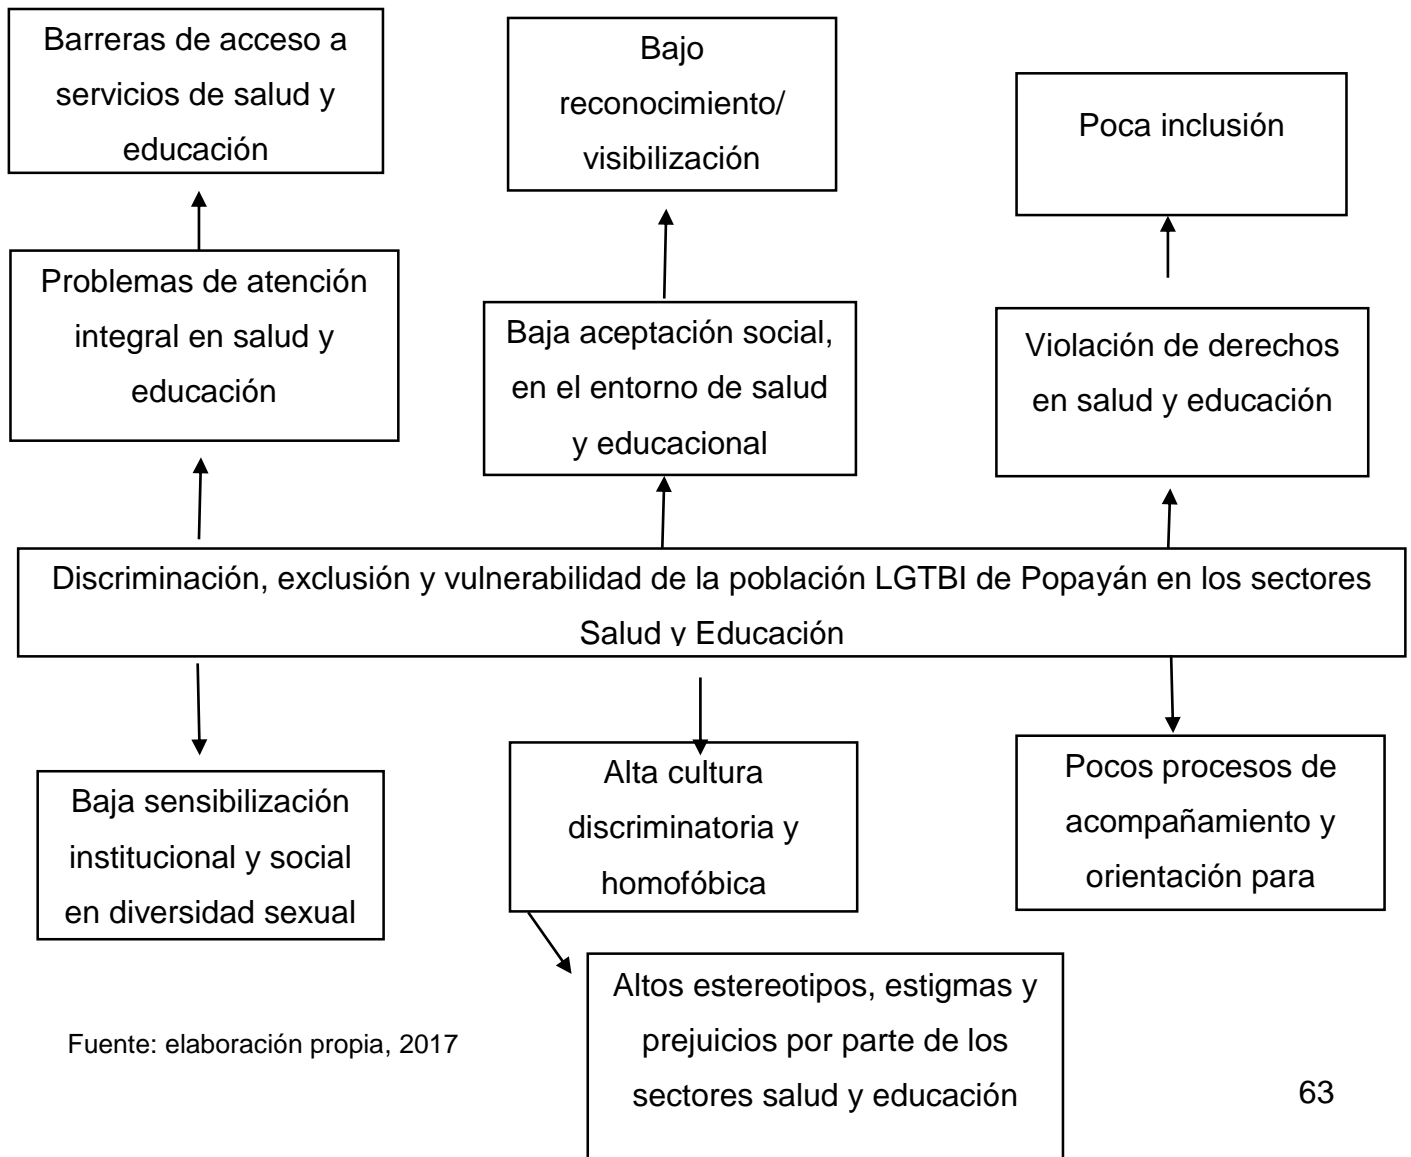 Barreras de acceso a
servicios de salud y
educación
Bajo
reconocimiento/
visibilización
Poca inclusión
Problemas de atención
integral en salud y
educación
Baja aceptación social,
en el entorno de salud
y educacional
Violación de derechos
en salud y educación
Discriminación, exclusión y vulnerabilidad de la población LGTBI de Popayán en los sectores
Salud y Educación
Baja sensibilización
institucional y social
en diversidad sexual
Alta cultura
discriminatoria y
homofóbica
Pocos procesos de
acompañamiento y
orientación para
Altos estereotipos, estigmas y
prejuicios por parte de los
sectores salud y educación
Fuente: elaboración propia, 2017
63